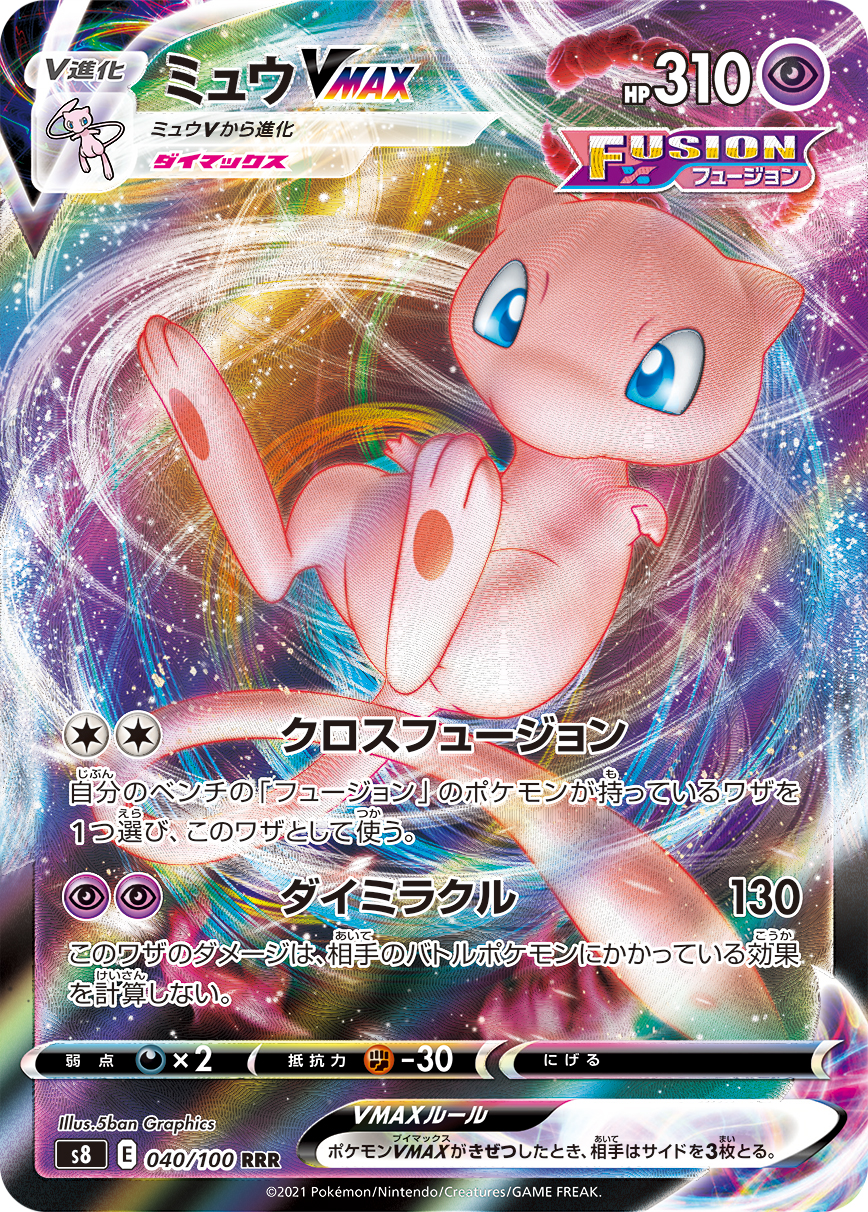 V進化
ミュウVMAX
HP310
ミュウVから進化
ダイマックス
FUSION
フュージョン
クロスフュージョン
自分のベンチの「フュージョン」のポケモンが持っているワザを
1つ選び、このワザとして使う。
ダイミラクル 130
このワザのダメージは、相手のバトルポケモンにかかっている効果
を計算しない。
弱点 ×2 抵抗力 -30 にげる
Illus.5ban Graphics
VMAXルール
ポケモンVMAXがきぜつしたとき、相手はサイドを3枚とる。
s8 E 040/100 RRR
©2021 Pokémon/Nintendo/Creatures/GAME FREAK.